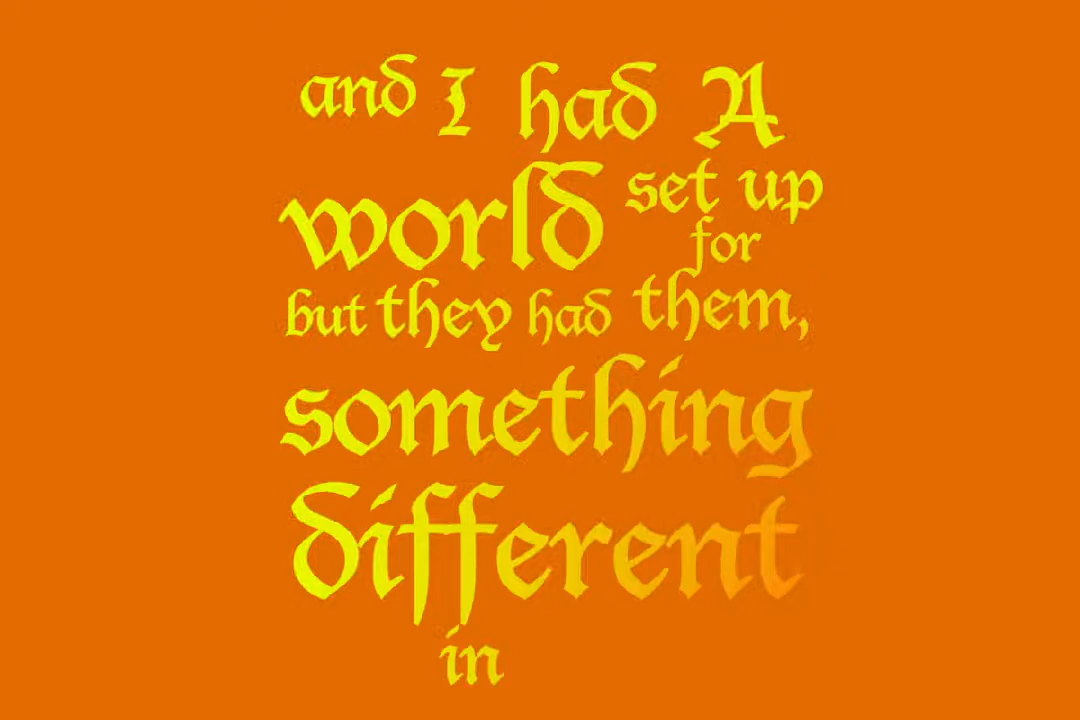 and I had A
world set up
for
but they had them,
something
different
in